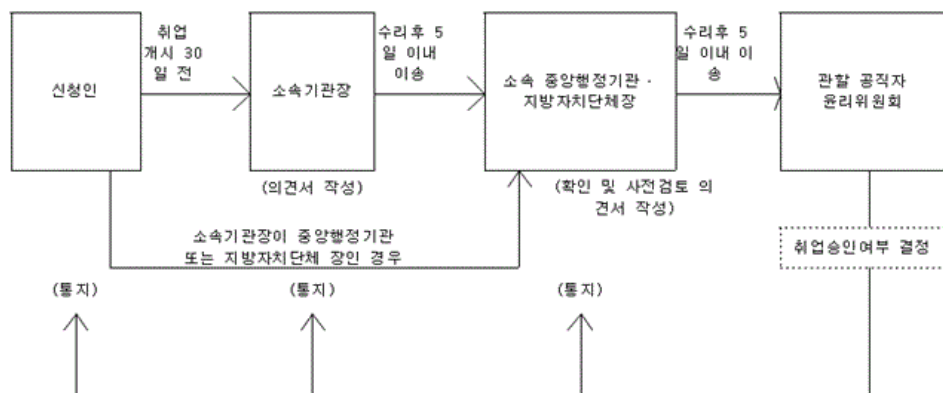 취업
개시 30
일 전
수리후 5
일 이내
이송
수리후 5
일 이내 이
송
신청인
소속기관장
소속 중앙행정기관·
지방자치단체장
관할 공직자
윤리위원회
(의견서 작성)
(확인 및 사전검토 의
견서 작성)
소속기관장이 중앙행정기관
또는 지방자치단체 장인 경우
취업승인여부 결정
(통지)
(통지)
(통지)